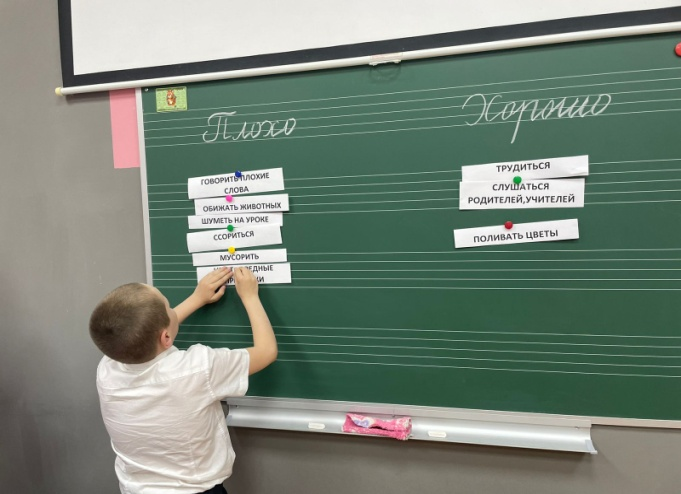 Плохо
ГОВОРИТЬ ПЛОХИЕ
СЛОВА
ОБИЖАТЬ ЖИВОТНЫХ
ШУМЕТЬ НА УРОКЕ
ССОРИТЬСЯ
МУСОРИТЬ
Хорошо
ТРУДИТЬСЯ
СЛУШАТЬСЯ
РОДИТЕЛЕЙ,УЧИТЕЛЕЙ
ПОЛИВАТЬ ЦВЕТЫ